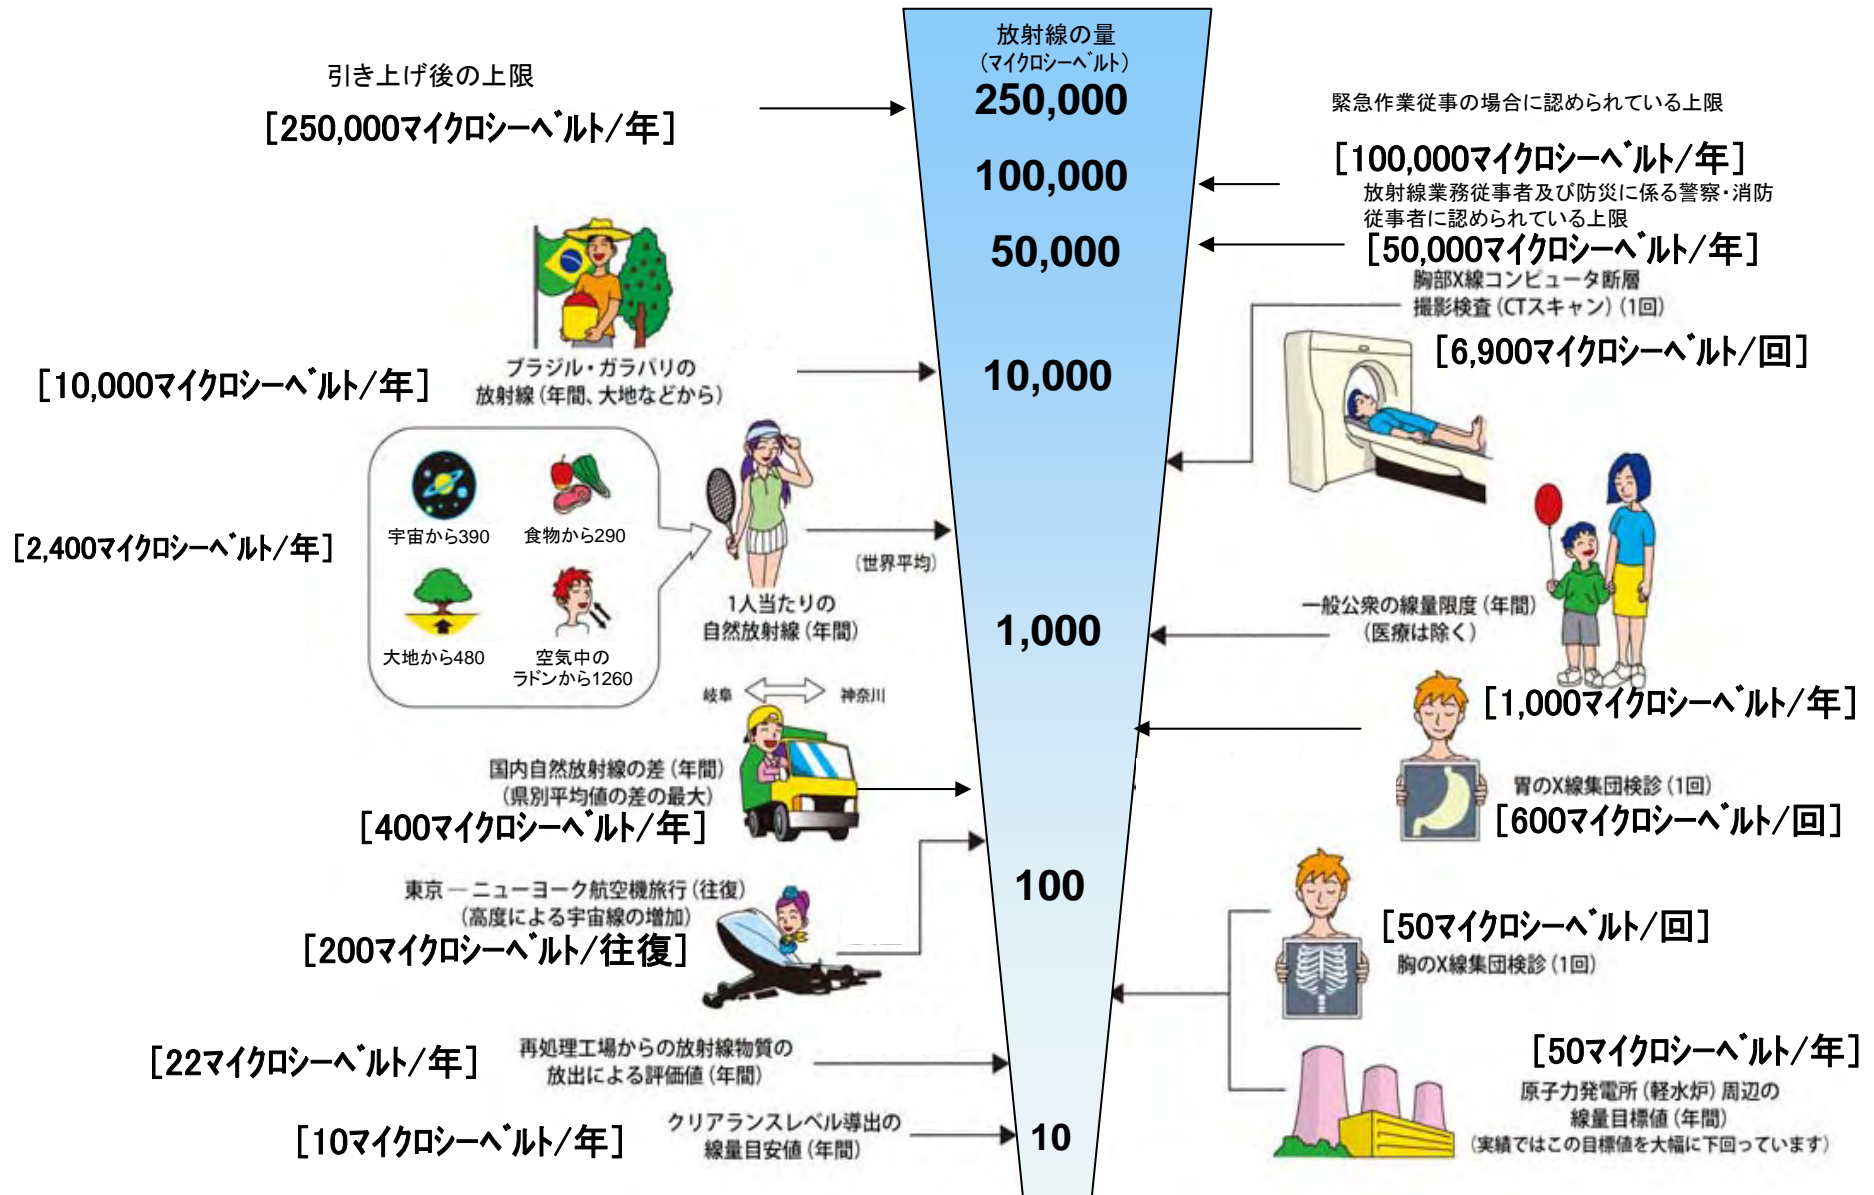 放射線の量
(マイクロシーベルト)
250,000
100,000
50,000
10,000
1,000
100
10
引き上げ後の上限
[250,000マイクロシーベルト/年]
ブラジル・ガラパリの
放射線(年間、大地などから)
[10,000マイクロシーベルト/年]
宇宙から390
食物から290
大地から480
空気中の
ラドンから1260
[2,400マイクロシーベルト/年]
(世界平均)
1人当たりの
自然放射線(年間)
岐阜
神奈川
国内自然放射線の差(年間)
(県別平均値の差の最大)
[400マイクロシーベルト/年]
東京―ニューヨーク航空機旅行(往復)
(高度による宇宙線の増加)
[200マイクロシーベルト/往復]
[22マイクロシーベルト/年]
再処理工場からの放射線物質の
放出による評価値(年間)
[10マイクロシーベルト/年]
クリアランスレベル導出の
線量目安値(年間)
緊急作業従事の場合に認められている上限
[100,000マイクロシーベルト/年]
放射線業務従事者及び防災に係る警察・消防
従事者に認められている上限
[50,000マイクロシーベルト/年]
胸部X線コンピュータ断層
撮影検査(CTスキャン)(1回)
[6,900マイクロシーベルト/回]
一般公衆の線量限度(年間)
(医療は除く)
[1,000マイクロシーベルト/年]
胃のX線集団検診(1回)
[600マイクロシーベルト/回]
[50マイクロシーベルト/回]
胸のX線集団検診(1回)
[50マイクロシーベルト/年]
原子力発電所(軽水炉)周辺の
線量目標値(年間)
(実績ではこの目標値を大幅に下回っています)